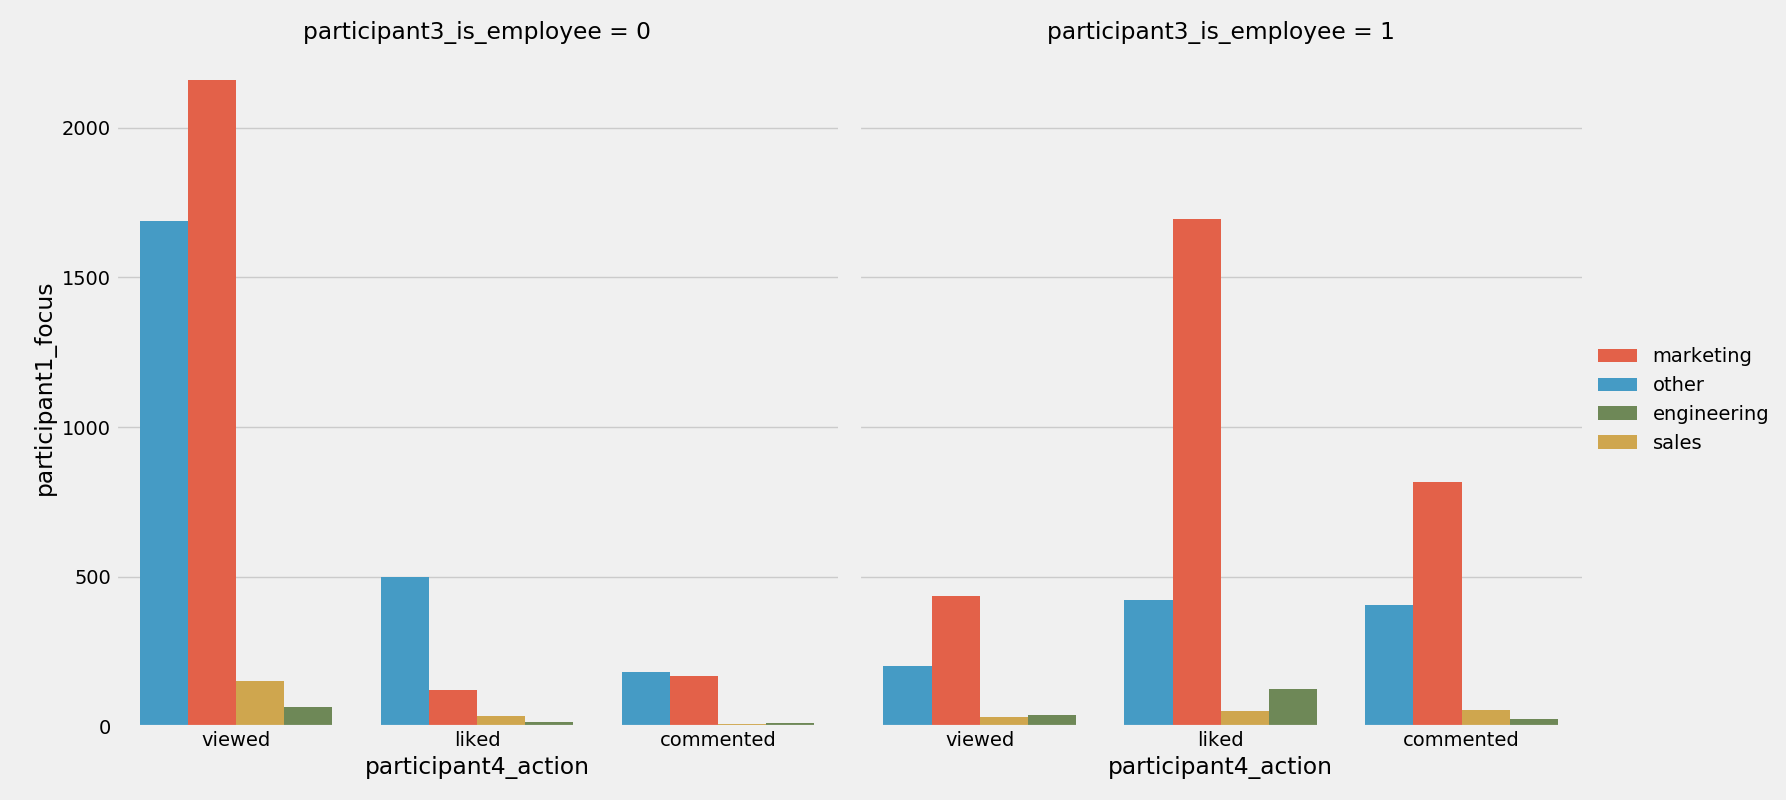 participant3_is_employee = 0
participant3_is_employee = 1
participant1_focus
2000
1500
1000
500
0
viewed
liked
commented
participant4_action
viewed
liked
commented
participant4_action
marketing
other
engineering
sales